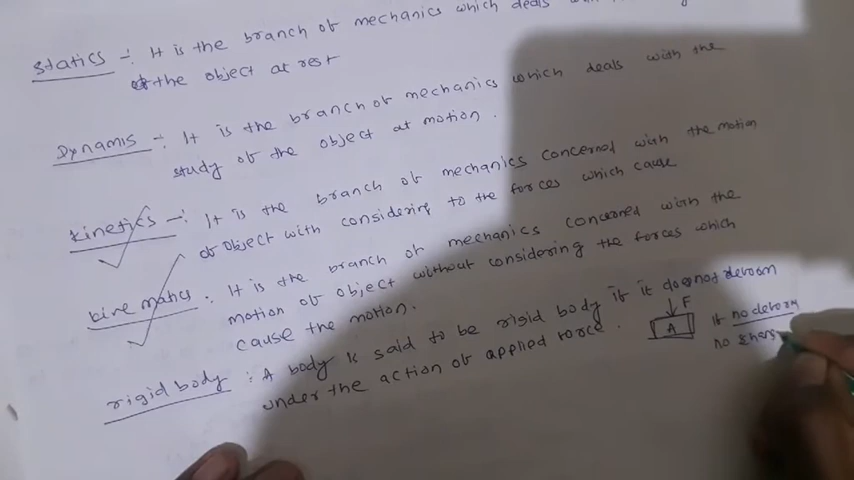 statics :- It is the branch of mechanics which deals
of the object at rest
Dynamis :- It is the branch of mechanics which deals with the
study of the object at motion.
Kinetics :- It is the branch of mechanics concerned with the motion
of object with considering to the forces which cause
kinematics : It is the branch of mechanics concerned with the
motion of object without considering the forces which
cause the motion.
rigid body : A body is said to be rigid body if it does not deform
under the action of applied force.
F
A
If no deform
no